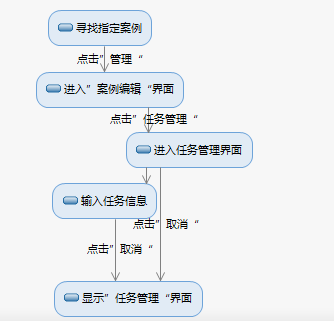 寻找指定案例
点击”管理“
进入”案例编辑“界面
点击”任务管理“
进入任务管理界面
输入任务信息
点击”取消“
点击”取消“
显示”任务管理“界面